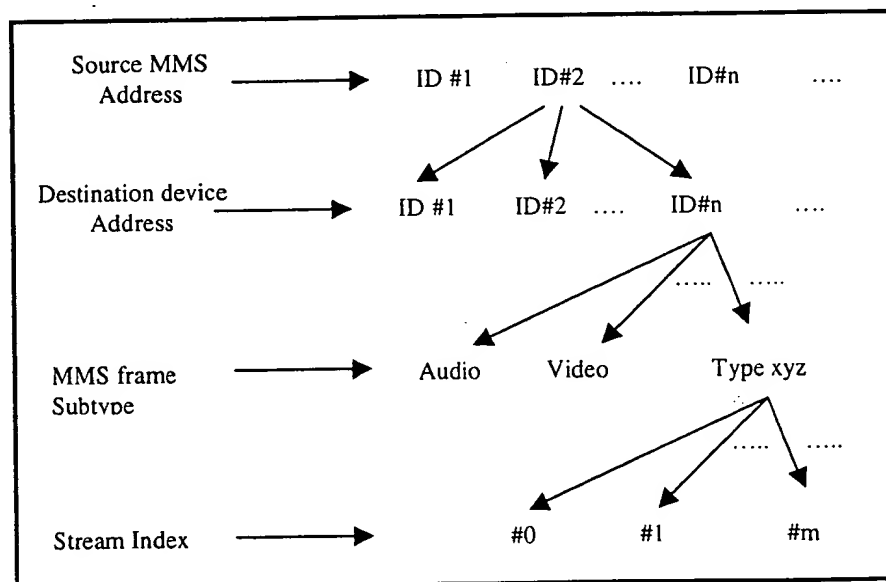 Source MMS Address
ID #1 ID#2 .... ID#n ....
Destination device Address
ID #1 ID#2 .... ID#n ....
..... .....
MMS frame Subtype
Audio Video Type xyz
..... .....
Stream Index
#0 #1 #m